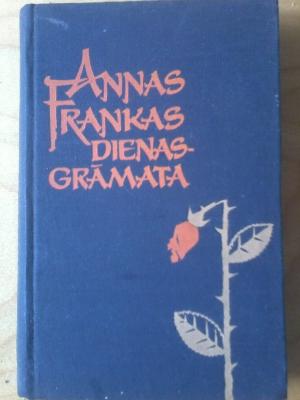 ANNAS
FRANKAS
DIENAS-
GRĀMATA